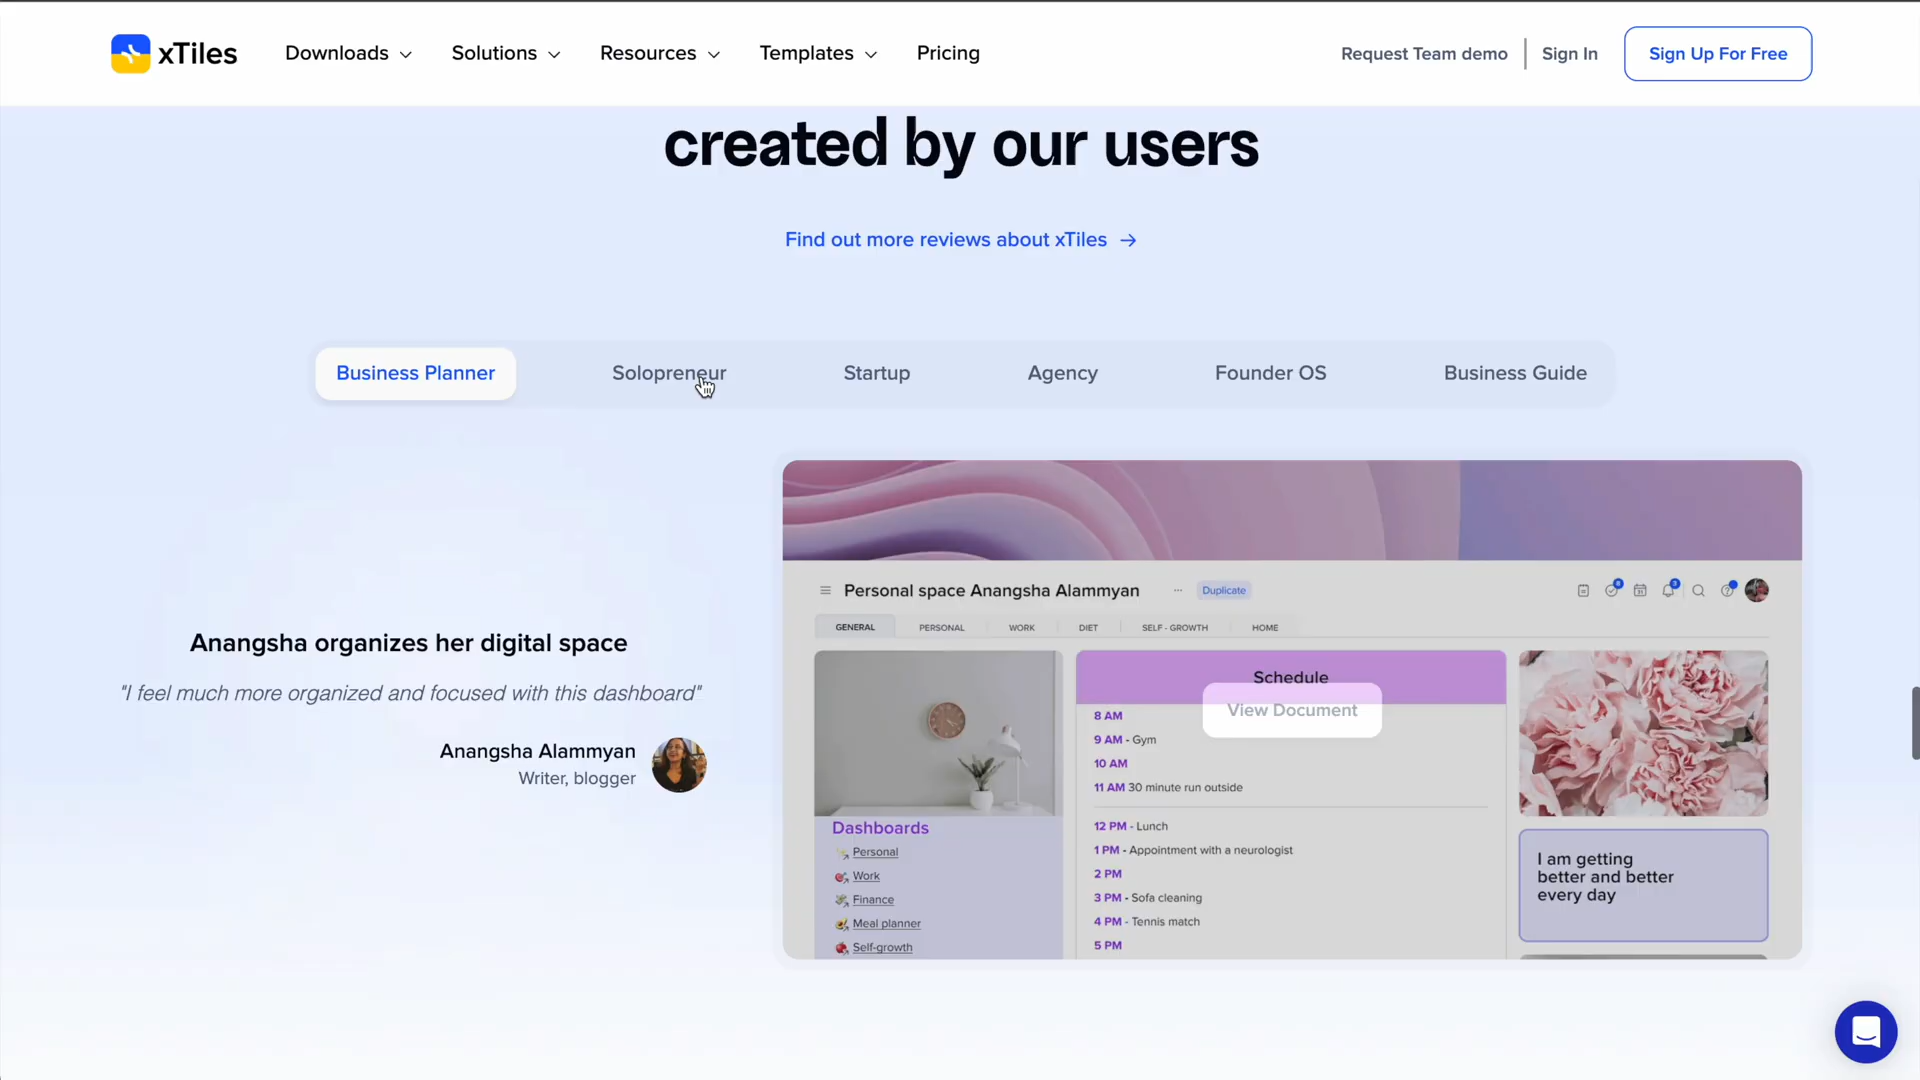 xTiles
Downloads
Solutions
Resources
Templates
Pricing
Request Team demo
Sign In
Sign Up For Free
created by our users
Find out more reviews about xTiles →
Business Planner
Solopreneur
Startup
Agency
Founder OS
Business Guide
Anangsha organizes her digital space
"I feel much more organized and focused with this dashboard"
Anangsha Alammyan
Writer, blogger
Personal space Anangsha Alammyan
Duplicate
GENERAL
PERSONAL
WORK
DIET
SELF - GROWTH
HOME
Dashboards
Personal
Work
Finance
Meal planner
Self-growth
Schedule
View Document
8 AM
9 AM - Gym
10 AM
11 AM 30 minute run outside
12 PM - Lunch
1 PM - Appointment with a neurologist
2 PM
3 PM - Sofa cleaning
4 PM - Tennis match
5 PM
I am getting
better and better
every day